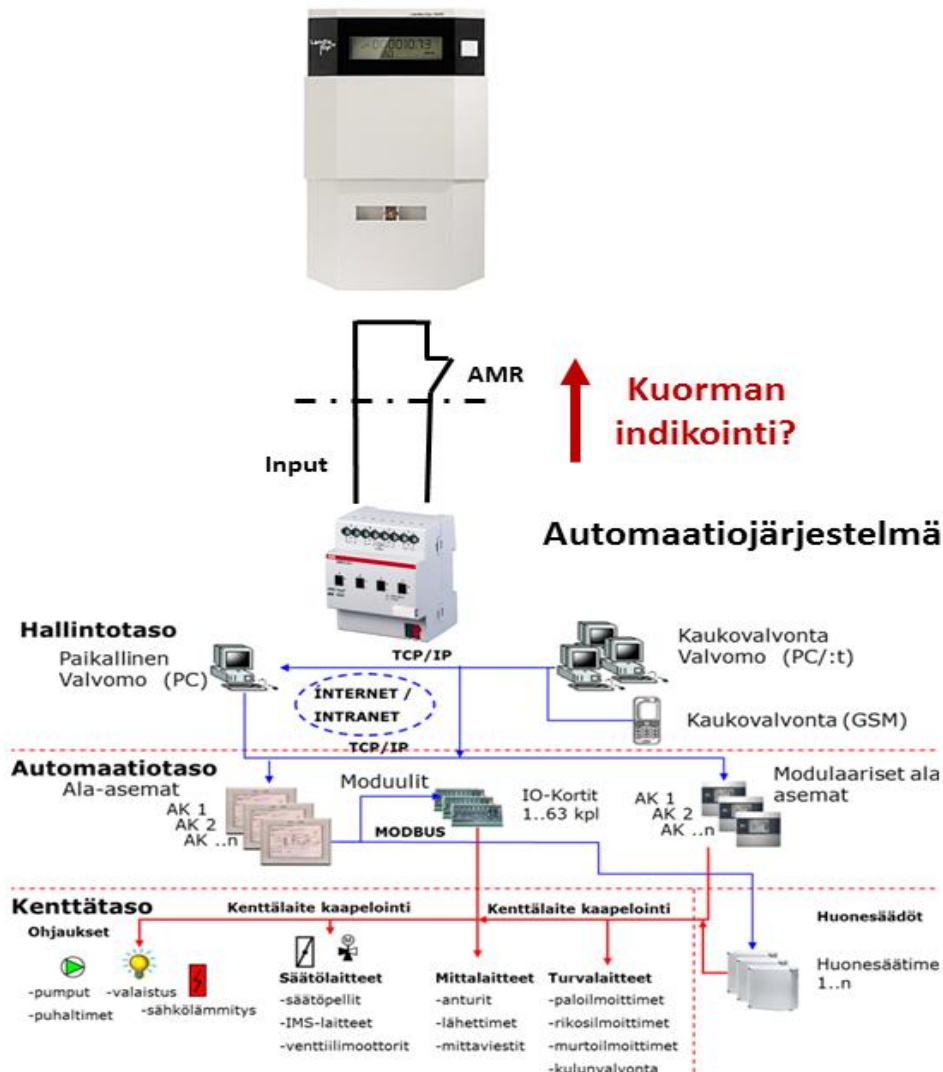 000010.73
AMR
Kuorman
indikointi?
Input
Automaatiojärjestelmä
Hallintotaso
Paikallinen
Valvomo (PC)
TCP/IP
INTERNET /
INTRANET
TCP/IP
Kaukovalvonta
Valvomo (PC/:t)
Kaukovalvonta (GSM)
Automaatiotaso
Ala-asemat
AK 1
AK 2
AK ..n
Moduulit
MODBUS
IO-Kortit
1..63 kpl
AK 1
AK 2
AK ..n
Modulaariset ala
asemat
Kenttätaso
Kenttälaite kaapelointi
Kenttälaite kaapelointi
Ohjaukset
-pumput
-puhaltimet
-valaistus
-sähkölämmitys
M
Säätölaitteet
-säätöpellit
-IMS-laitteet
-venttiilimoottorit
Mittalaitteet
-anturit
-lähettimet
-mittaviestit
Turvalaitteet
-paloilmoittimet
-rikosilmoittimet
-murtoilmoittimet
-kulunvalvonta
Huonesäädöt
Huonesäätime
1..n